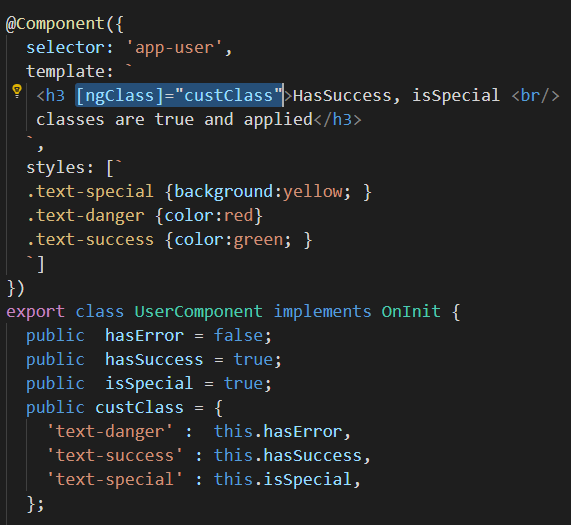 @Component({
  selector: 'app-user',
  template: `
   <h3 [ngClass]="custClass">HasSuccess, isSpecial <br/>
   classes are true and applied</h3>
  `,
  styles: [`
  .text-special {background:yellow; }
  .text-danger {color:red}
  .text-success {color:green; }
  `]
})
export class UserComponent implements OnInit {
  public  hasError = false;
  public  hasSuccess = true;
  public  isSpecial = true;
  public custClass = {
    'text-danger' :  this.hasError,
    'text-success' : this.hasSuccess,
    'text-special' : this.isSpecial,
  };